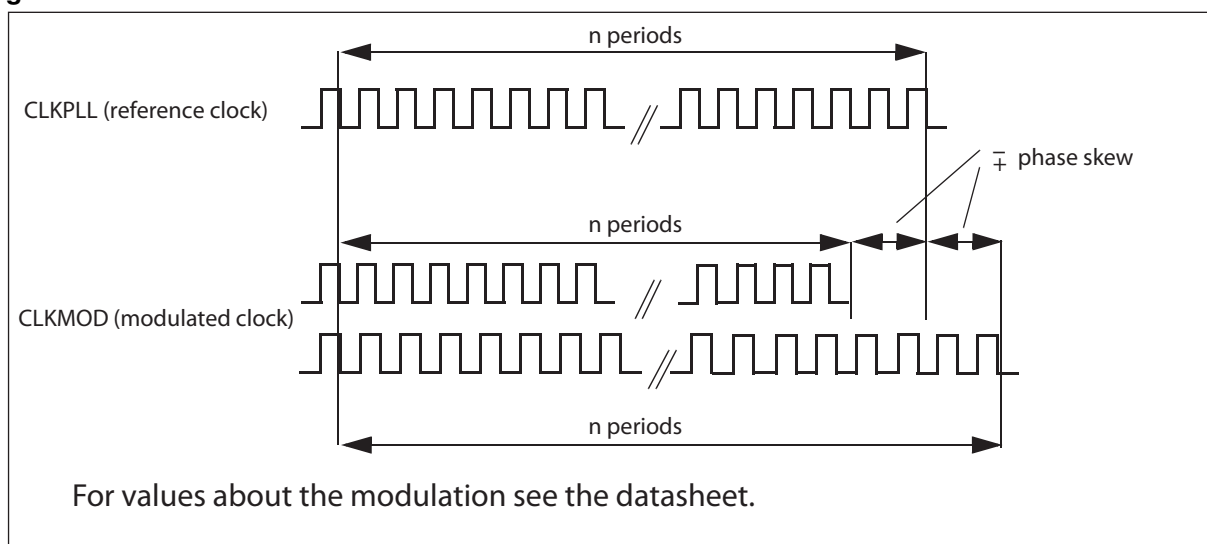 n periods
CLKPLL (reference clock)
∓ phase skew
n periods
CLKMOD (modulated clock)
n periods
For values about the modulation see the datasheet.